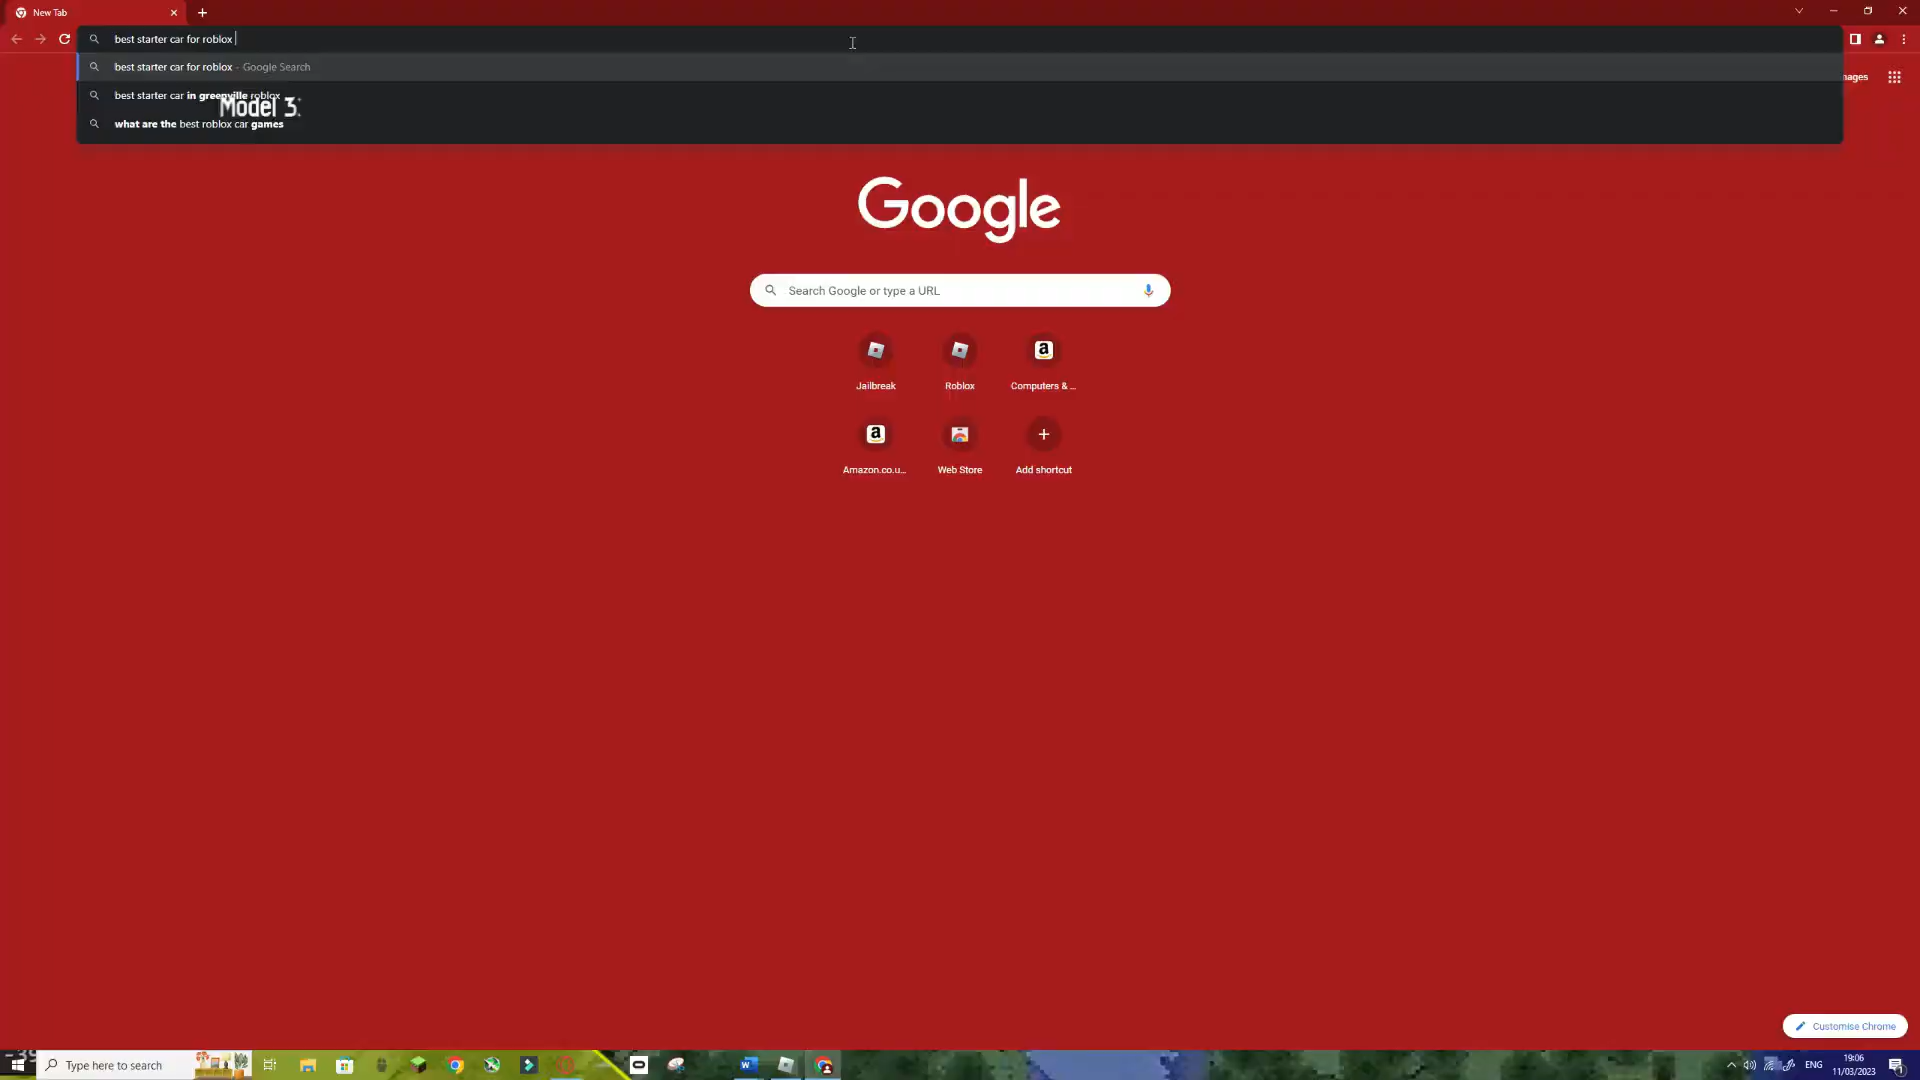 New Tab
best starter car for roblox
ages
best starter car for roblox - Google Search
best starter car in greenville roblox
Model 3:
what are the best roblox car games
Google
Search Google or type a URL
Jailbreak
Roblox
Computers & ...
Amazon.co.u...
Web Store
Add shortcut
Customise Chrome
Type here to search
ENG
19:06
11/03/2023